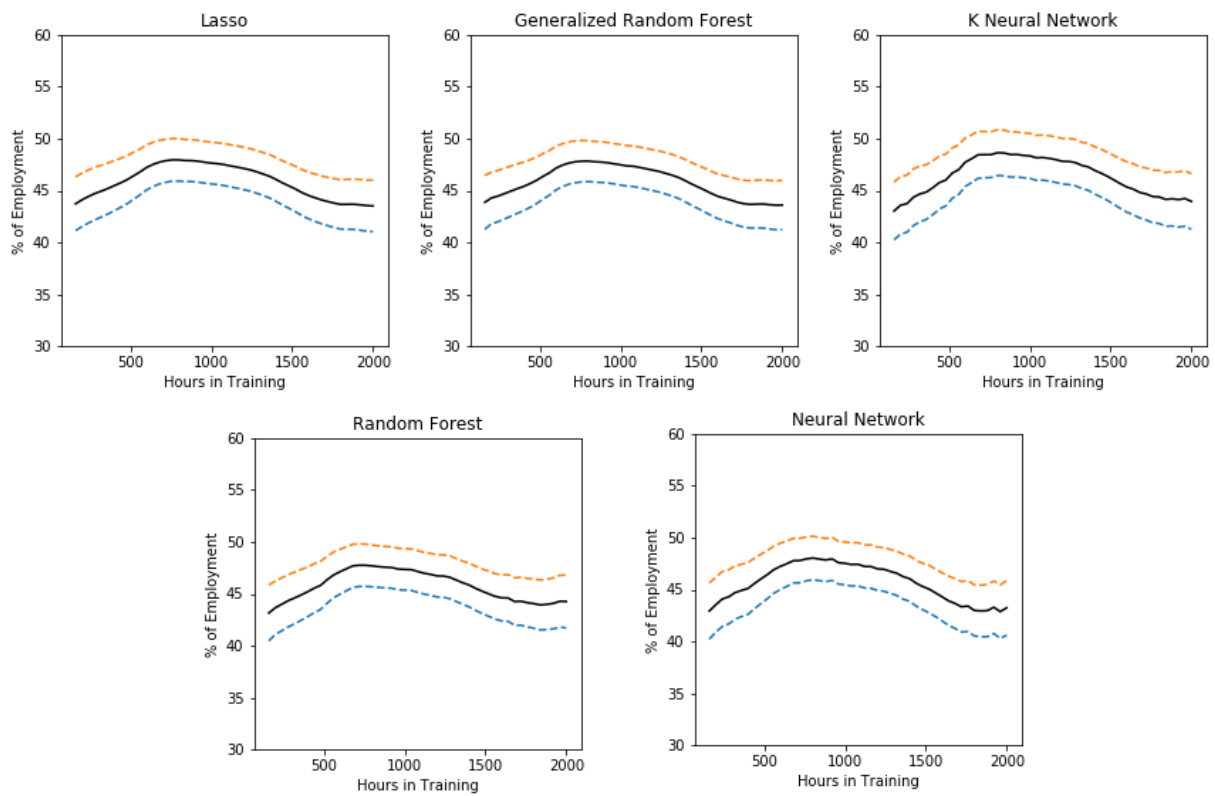 Lasso
60
55
50
45
40
35
30
% of Employment
500 1000 1500 2000
Hours in Training
Generalized Random Forest
60
55
50
45
40
35
30
% of Employment
500 1000 1500 2000
Hours in Training
K Neural Network
60
55
50
45
40
35
30
% of Employment
500 1000 1500 2000
Hours in Training
Random Forest
60
55
50
45
40
35
30
% of Employment
500 1000 1500 2000
Hours in Training
Neural Network
60
55
50
45
40
35
30
% of Employment
500 1000 1500 2000
Hours in Training